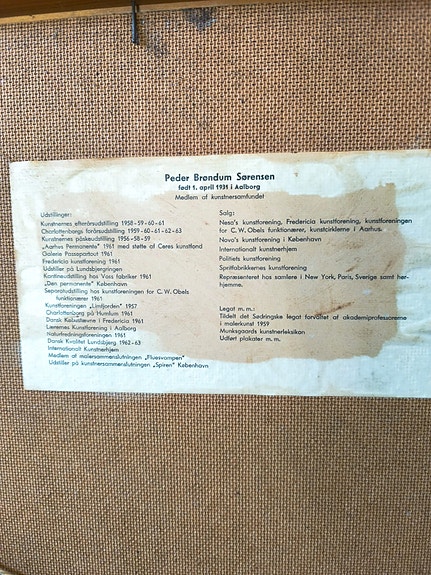 Peder Brøndum Sørensen
født 1. april 1931 i Aalborg
Medlem af kunstnersamfundet
Udstillinger:
Kunstnernes efterårsudstilling 1958-59-60-61
Charlottenborgs forårsudstilling 1959-60-61-62-63
Kunstnernes påskeudstilling 1956-58-59
„Aarhus Permanente" 1961 med støtte af Ceres kunstfond
Galerie Passepartout 1961
Fredericia kunstforening 1961
Udstiller på Lundsbjergringen
Kantineudstilling hos Voss fabriker 1961
„Den permanente" København
Separatudstilling hos kunstforeningen for C. W. Obels
funktionærer 1961
Kunstforeningen „Limfjorden" 1957
Charlottenborg på Humlum 1961
Dansk Købestævne i Fredericia 1961
Lærernes Kunstforening i Aalborg
Naturfredningsforeningen 1961
Dansk Kvalitet Lundsbjerg 1962-63
Internationalt Kunstnerhjem
Medlem af malersammenslutningen „Fluesvampen"
Udstiller på kunstnersammenslutningen „Spiren" København
Salg:
Nesa's kunstforening, Fredericia kunstforening, kunstforeningen
for C. W. Obels funktionærer, kunstcirklerne i Aarhus.
Novo's kunstforening i København
Internationalt kunstnerhjem
Politiets kunstforening
Spritfabrikkernes kunstforening
Repræsenteret hos samlere i New York, Paris, Sverige samt her-
hjemme.
Legat m. m.:
Tildelt det Sødringske legat forvaltet af akademiprofessorerne
i malerkunst 1959
Munksgaards kunstnerleksikon
Udført plakater m. m.